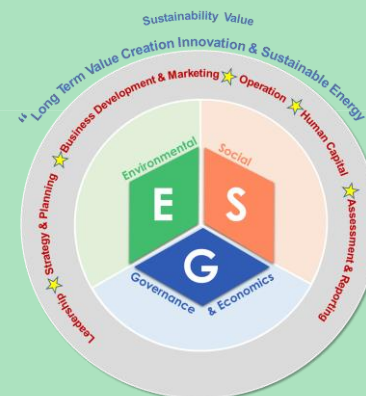 Sustainability Value
“ Long Term Value Creation Innovation & Sustainable Energy
Leadership
Strategy & Planning
Business Development & Marketing
Operation
Human Capital
Assessment & Reporting
Environmental
Social
E
S
G
Governance & Economics